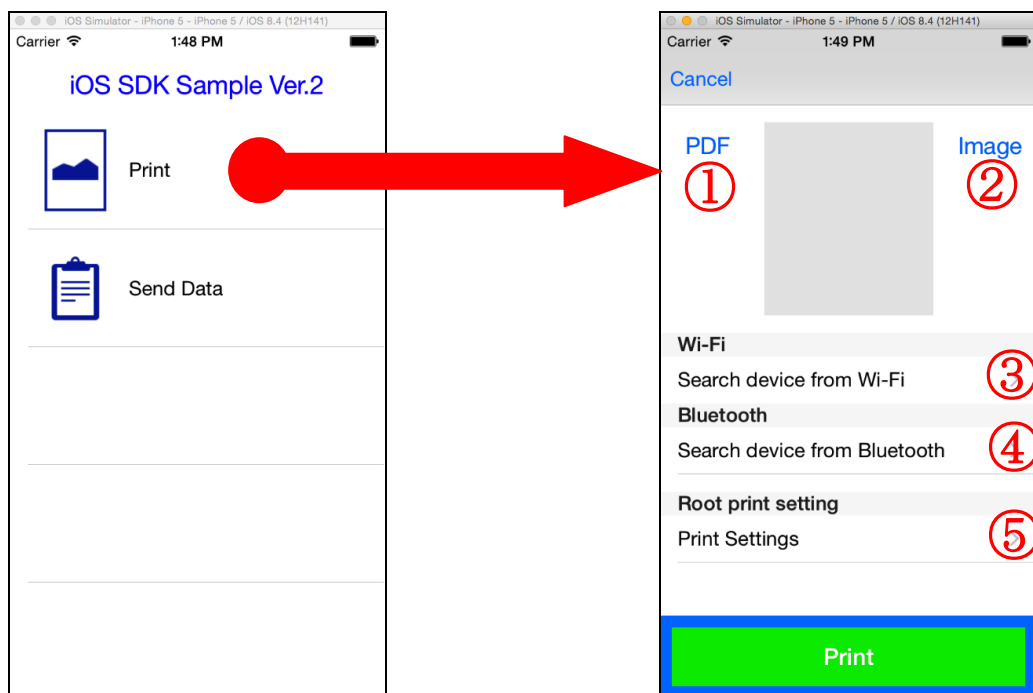 iOS Simulator - iPhone 5 - iPhone 5 / iOS 8.4 (12H141)
Carrier 1:48 PM
iOS SDK Sample Ver.2
Print
Send Data
iOS Simulator - iPhone 5 - iPhone 5 / iOS 8.4 (12H141)
Carrier 1:49 PM
Cancel
PDF
①
Image
②
Wi-Fi
Search device from Wi-Fi ③
Bluetooth
Search device from Bluetooth ④
Root print setting
Print Settings ⑤
Print